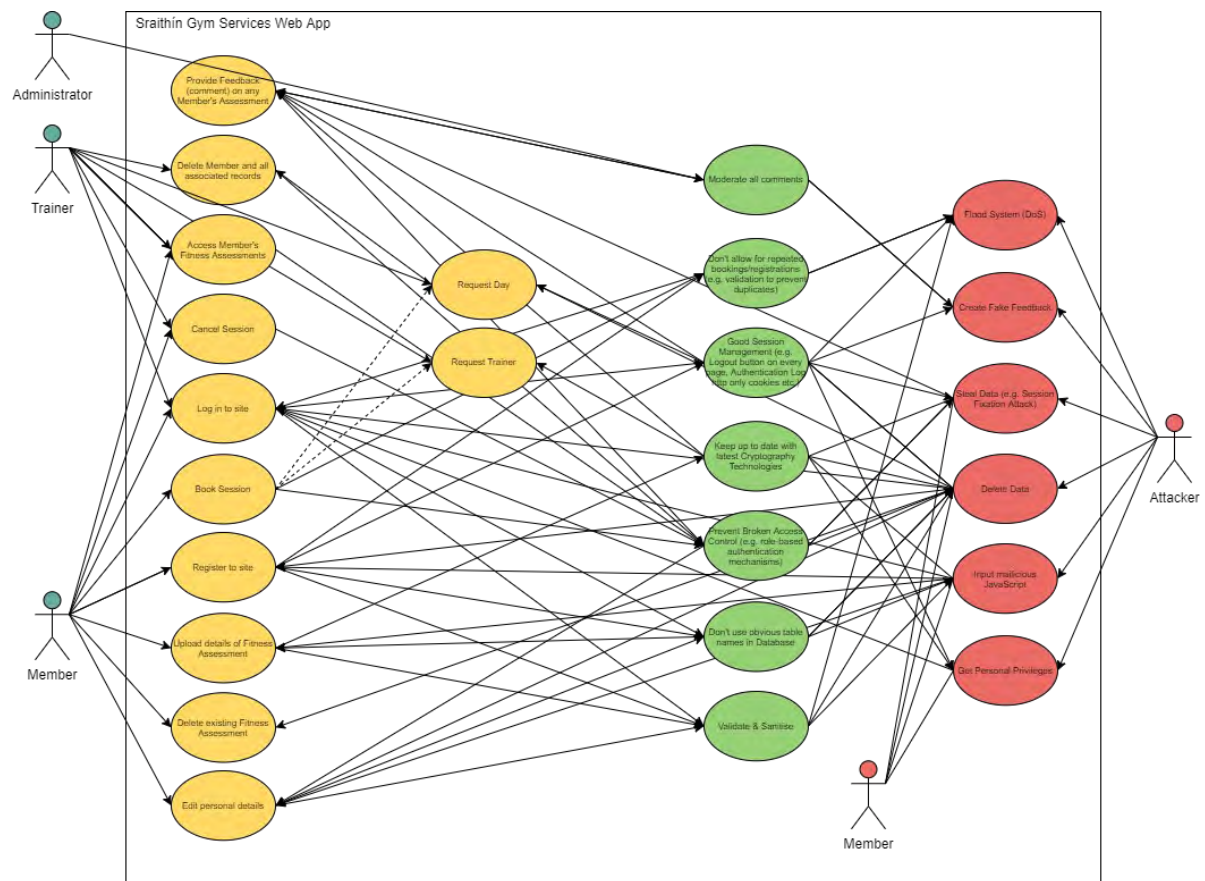 Sraithín Gym Services Web App
Administrator
Trainer
Member
Provide Feedback
(comment) on any
Member's Assessment
Delete Member and all
associated records
Access Member's
Fitness Assessments
Cancel Session
Log in to site
Book Session
Register to site
Upload details of Fitness
Assessment
Delete existing Fitness
Assessment
Edit personal details
Request Day
Request Trainer
Moderate all comments
Don't allow for repeated
bookings/registrations
(e.g. validation to prevent
duplicates)
Good Session
Management (e.g.
Logout button on every
page, Authentication Log
http only cookies etc.)
Keep up to date with
latest Cryptography
Technologies
Prevent Broken Access
Control (e.g. role-based
authentication
mechanisms)
Don't use obvious table
names in Database
Validate & Sanitise
Flood System (DoS)
Create Fake Feedback
Steal Data (e.g. Session
Fixation Attack)
Delete Data
Input mailicious
JavaScript
Get Personal Privileges
Attacker
Member